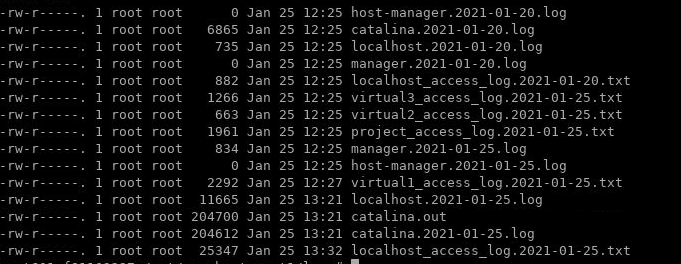 -rw-r-----. 1 root root      0 Jan 25 12:25 host-manager.2021-01-20.log
-rw-r-----. 1 root root   6865 Jan 25 12:25 catalina.2021-01-20.log
-rw-r-----. 1 root root    735 Jan 25 12:25 localhost.2021-01-20.log
-rw-r-----. 1 root root      0 Jan 25 12:25 manager.2021-01-20.log
-rw-r-----. 1 root root    882 Jan 25 12:25 localhost_access_log.2021-01-20.txt
-rw-r-----. 1 root root   1266 Jan 25 12:25 virtual3_access_log.2021-01-25.txt
-rw-r-----. 1 root root    663 Jan 25 12:25 virtual2_access_log.2021-01-25.txt
-rw-r-----. 1 root root   1961 Jan 25 12:25 project_access_log.2021-01-25.txt
-rw-r-----. 1 root root    834 Jan 25 12:25 manager.2021-01-25.log
-rw-r-----. 1 root root      0 Jan 25 12:25 host-manager.2021-01-25.log
-rw-r-----. 1 root root   2292 Jan 25 12:27 virtual1_access_log.2021-01-25.txt
-rw-r-----. 1 root root  11665 Jan 25 13:21 localhost.2021-01-25.log
-rw-r-----. 1 root root 204700 Jan 25 13:21 catalina.out
-rw-r-----. 1 root root 204612 Jan 25 13:21 catalina.2021-01-25.log
-rw-r-----. 1 root root  25347 Jan 25 13:32 localhost_access_log.2021-01-25.txt